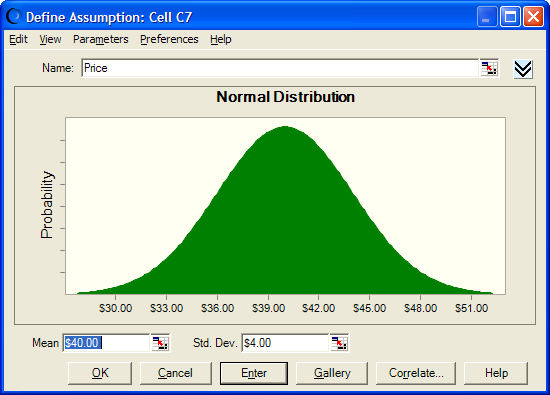 Define Assumption: Cell C7
Edit View Parameters Preferences Help
Name: Price
Normal Distribution
Probability
$30.00 $33.00 $36.00 $39.00 $42.00 $45.00 $48.00 $51.00
Mean $40.00 Std. Dev. $4.00
OK Cancel Enter Gallery Correlate... Help